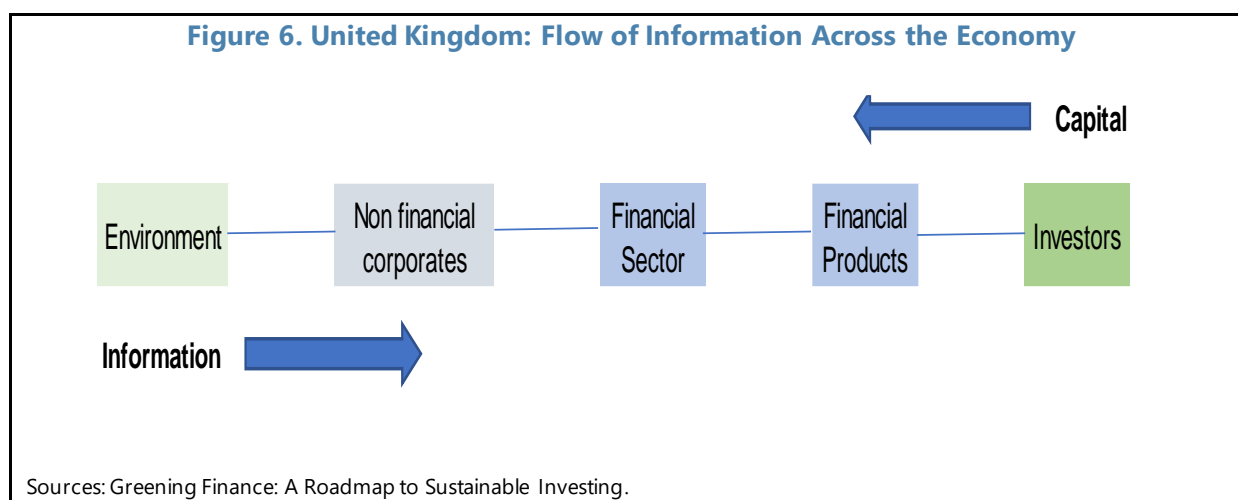 Figure 6. United Kingdom: Flow of Information Across the Economy
Capital
Environment
Non financial
corporates
Financial
Sector
Financial
Products
Investors
Information
Sources: Greening Finance: A Roadmap to Sustainable Investing.